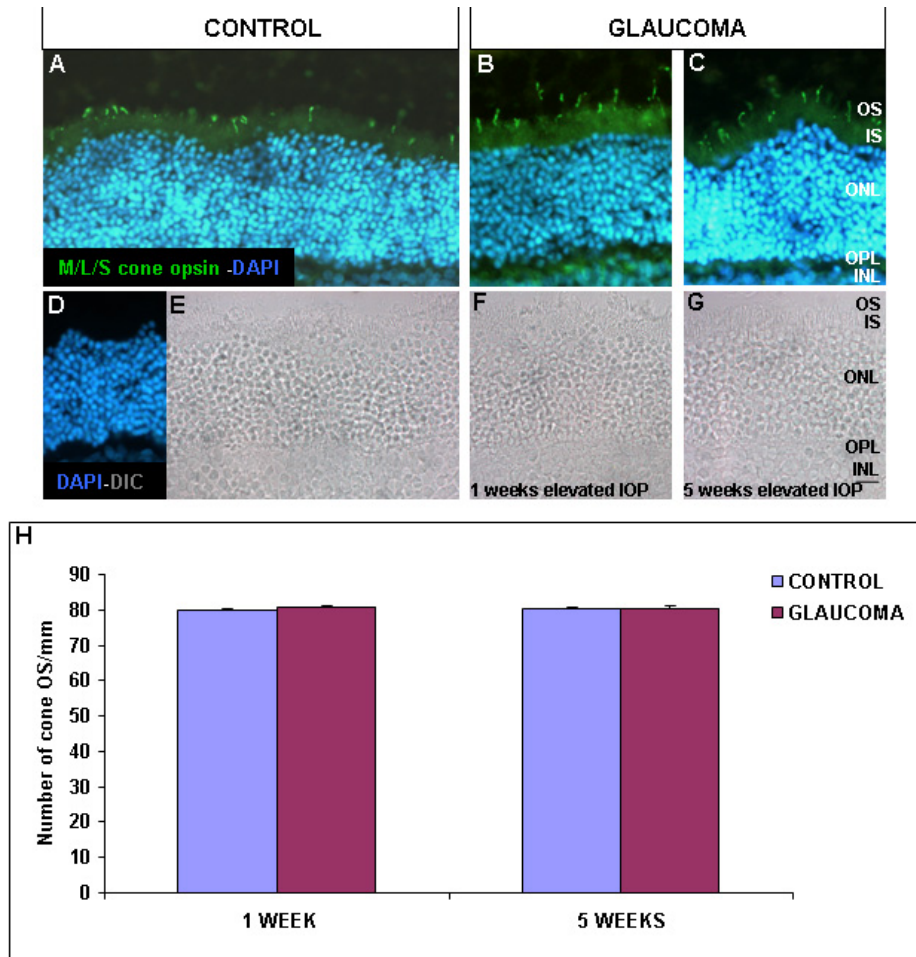 CONTROL
GLAUCOMA
A
B
C
OS
IS
ONL
OPL
INL
M/L/S cone opsin -DAPI
D
E
F
G
OS
IS
ONL
OPL
INL
DAPI-DIC
1 weeks elevated IOP
5 weeks elevated IOP
H
90
80
70
60
50
40
30
20
10
0
Number of cone OS/mm
CONTROL
GLAUCOMA
1 WEEK
5 WEEKS